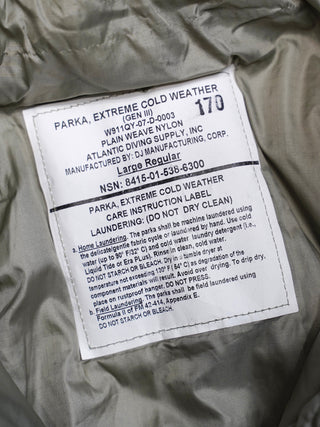 170
PARKA, EXTREME COLD WEATHER
(GEN III)
W911QY-07-D-0003
PLAIN WEAVE NYLON
ATLANTIC DIVING SUPPLY, INC
MANUFACTURED BY: DJ MANUFACTURING, CORP.
Large Regular
NSN: 8415-01-538-6300
PARKA, EXTREME COLD WEATHER
CARE INSTRUCTION LABEL
LAUNDERING: (DO NOT DRY CLEAN)
a. Home Laundering. The parka shall be machine laundered using
the delicate/gentle fabric cycle or laundered by hand. Use cold
water (up to 90° F/32° C) and cold water laundry detergent (i.e.,
Liquid Tide or Era Plus). Rinse in clean, cold water.
DO NOT STARCH OR BLEACH. Dry in a tumble dryer at
temperature not exceeding 130° F ( 54° C) as degradation of the
component materials will result. Avoid over drying. To drip dry,
place on rustproof hanger. DO NOT PRESS.
b. Field Laundering. The parka shall be field laundered using
Formula II of FM 42-414, Appendix E.
DO NOT STARCH OR BLEACH.